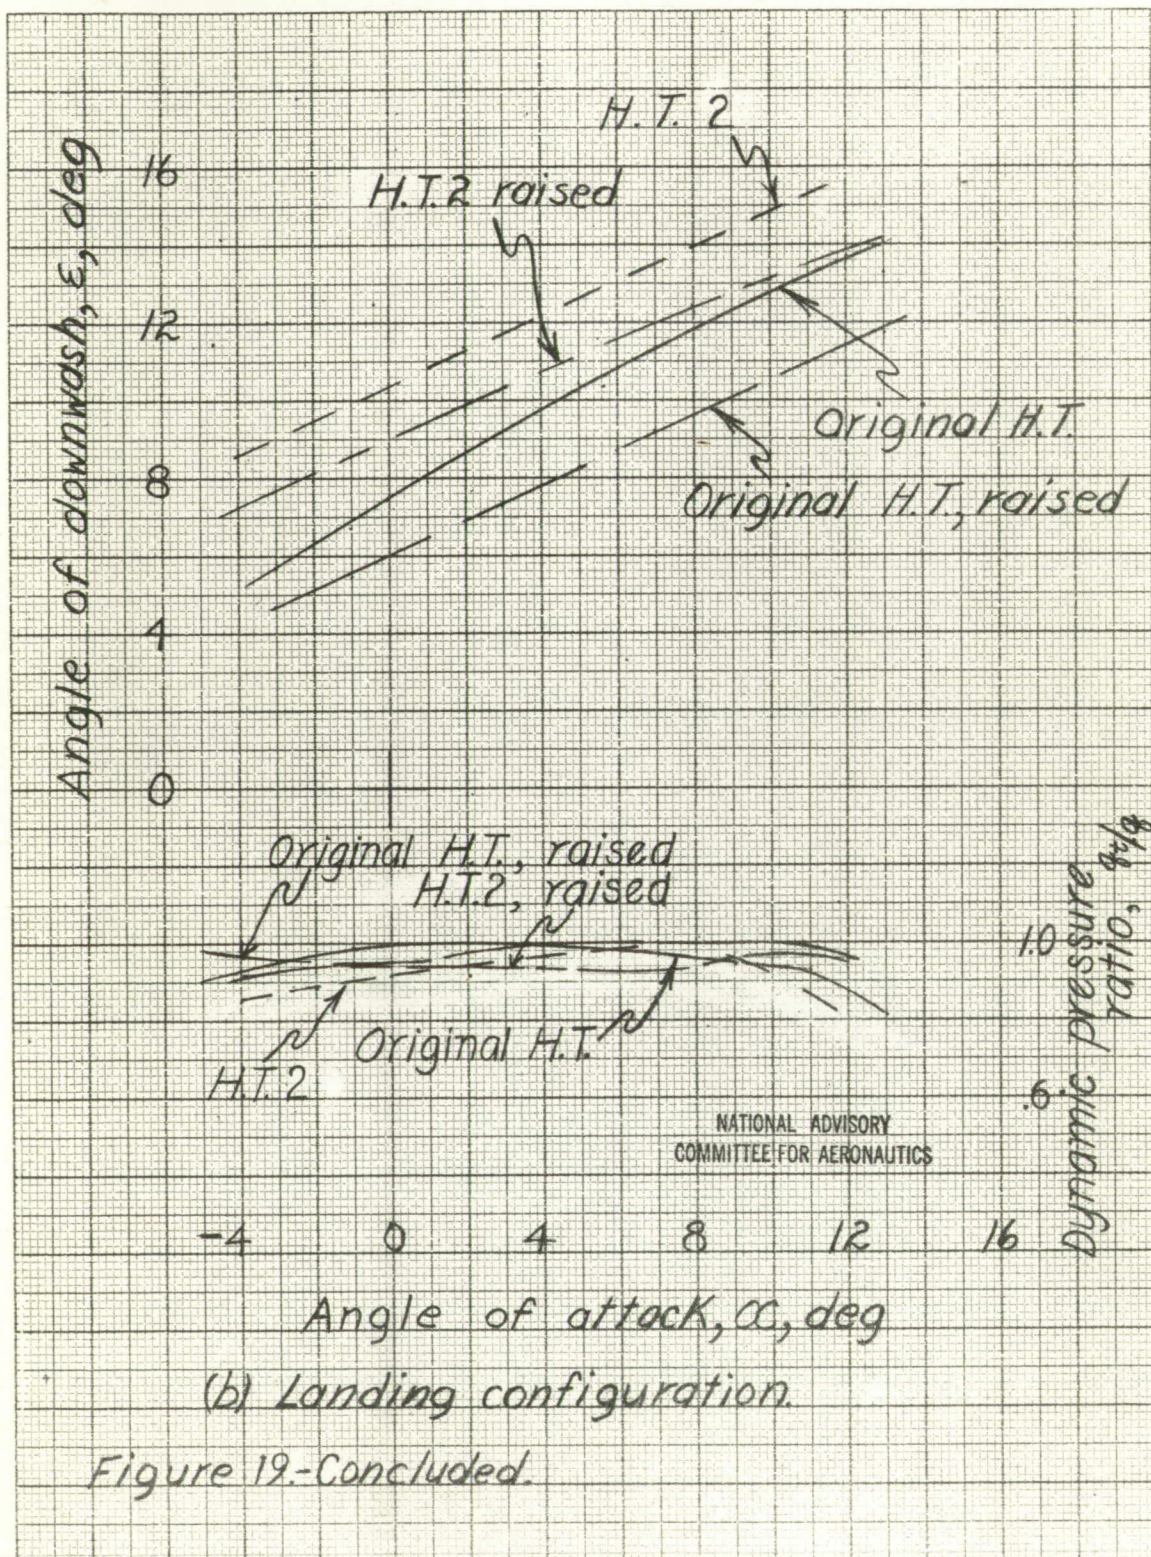 H. T. 2
H.T.2 raised
Angle of downwash, ε, deg
16
12
8
4
0
Original H.T.
Original H.T., raised
Original H.T., raised
H.T.2, raised
Dynamic pressure
ratio, qt/q
1.0
.6
Original H.T.
H.T.2
NATIONAL ADVISORY
COMMITTEE FOR AERONAUTICS
-4 0 4 8 12 16
Angle of attack, α, deg
(b) Landing configuration.
Figure 19.-Concluded.